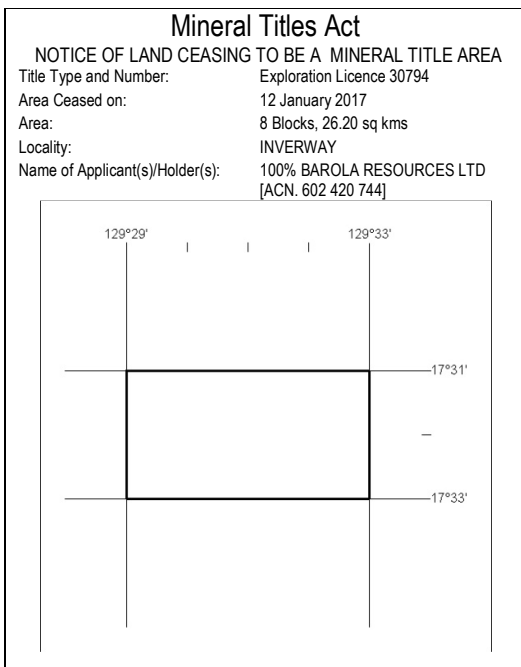 Mineral Titles Act
NOTICE OF LAND CEASING TO BE A MINERAL TITLE AREA
Title Type and Number: Exploration Licence 30794
Area Ceased on: 12 January 2017
Area: 8 Blocks, 26.20 sq kms
Locality: INVERWAY
Name of Applicant(s)/Holder(s): 100% BAROLA RESOURCES LTD
[ACN. 602 420 744]
129°29' 129°33'
17°31'
17°33'